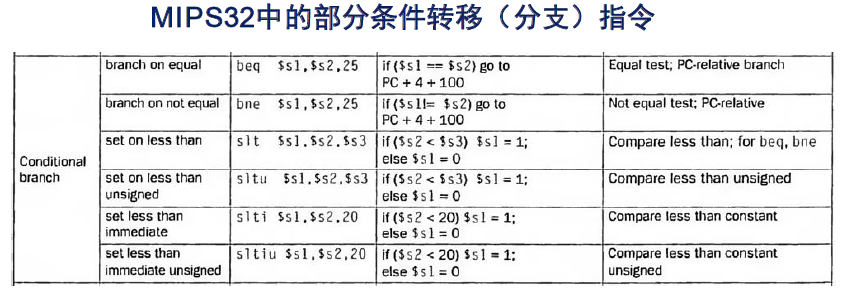 MIPS32中的部分条件转移（分支）指令
Conditional
branch
branch on equal
beq $s1,$s2,25
if ($s1 == $s2) go to
PC + 4 + 100
Equal test; PC-relative branch
branch on not equal
bne $s1,$s2,25
if ($s1!= $s2) go to
PC + 4 + 100
Not equal test; PC-relative
set on less than
slt $s1,$s2,$s3
if ($s2 < $s3) $s1 = 1;
else $s1 = 0
Compare less than; for beq, bne
set on less than
unsigned
sltu $s1,$s2,$s3
if ($s2 < $s3) $s1 = 1;
else $s1 = 0
Compare less than unsigned
set less than
immediate
slti $s1,$s2,20
if ($s2 < 20) $s1 = 1;
else $s1 = 0
Compare less than constant
set less than
immediate unsigned
sltiu $s1,$s2,20
if ($s2 < 20) $s1 = 1;
else $s1 = 0
Compare less than constant
unsigned